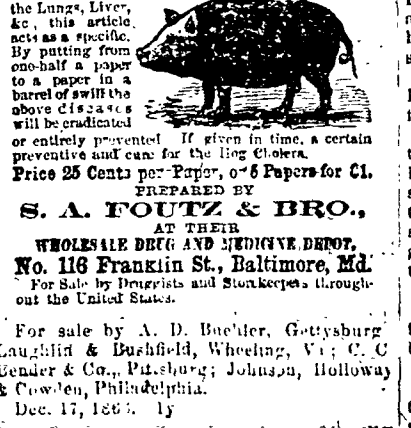 the Lungs, Liver,
&c, this article
acts as a specific.
By putting from
one-half a paper
to a paper in a
barrel of swill the
above diseases
will be eradicated
or entirely prevented If given in time, a certain
preventive and cure for the Hog Cholera.
Price 25 Cents per Paper, or 5 Papers for $1.
PREPARED BY
S. A. FOUTZ & BRO.,
AT THEIR
WHOLESALE DRUG AND MEDICINE DEPOT,
No. 116 Franklin St., Baltimore, Md.
For Sale by Druggists and Storekeepers through-
out the United States.
For sale by A. D. Buehler, Gettysburg
Laughlin & Bushfield, Wheeling, Va; C. C
Bender & Co., Pittsburg; Johnson, Holloway
& Cowden, Philadelphia.
Dec. 17, 1 ly